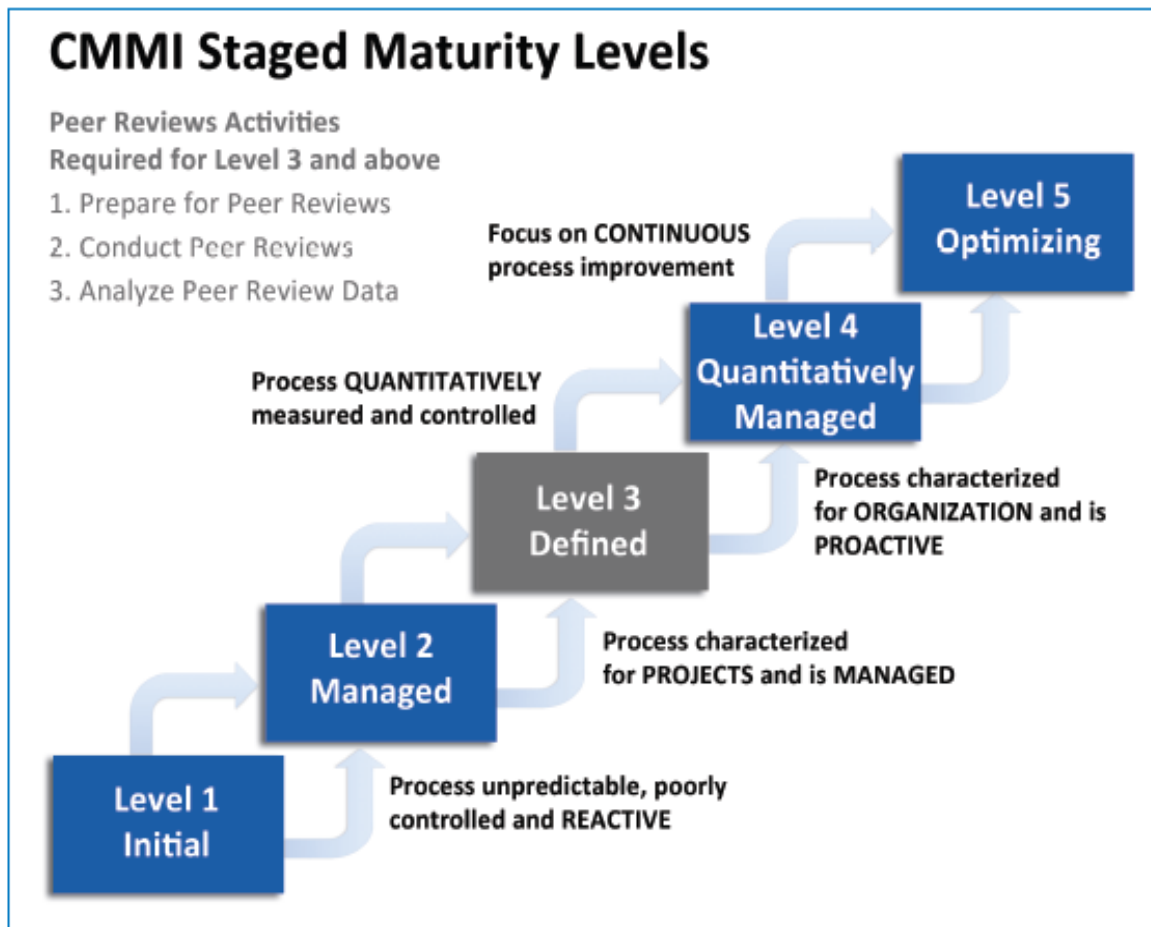 CMMI Staged Maturity Levels
Peer Reviews Activities
Required for Level 3 and above
1. Prepare for Peer Reviews
2. Conduct Peer Reviews
3. Analyze Peer Review Data
Level 5
Optimizing
Focus on CONTINUOUS
process improvement
Level 4
Quantitatively
Managed
Process QUANTITATIVELY
measured and controlled
Level 3
Defined
Process characterized
for ORGANIZATION and is
PROACTIVE
Level 2
Managed
Process characterized
for PROJECTS and is MANAGED
Level 1
Initial
Process unpredictable, poorly
controlled and REACTIVE